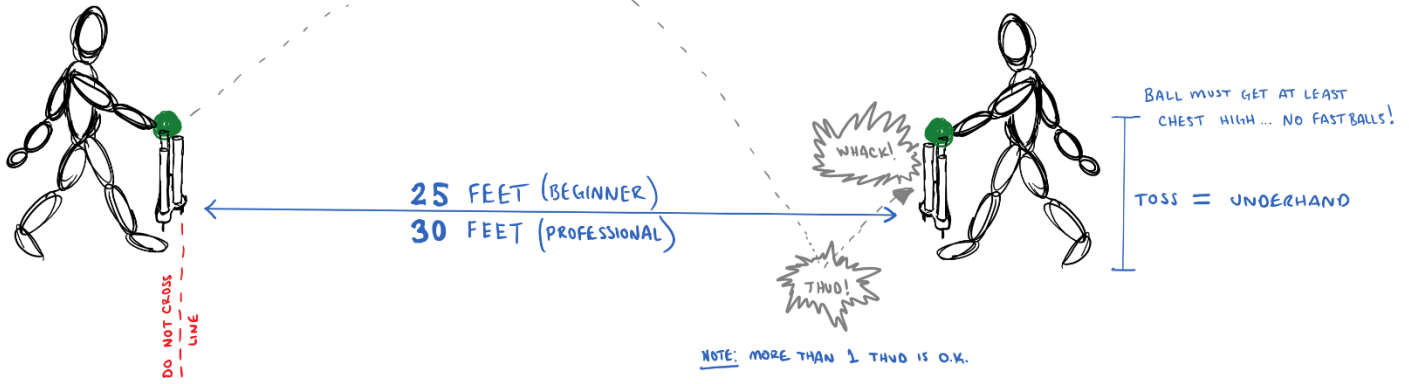 BALL MUST GET AT LEAST
CHEST HIGH... NO FASTBALLS!
WHACK!
25 FEET (BEGINNER)
30 FEET (PROFESSIONAL)
TOSS = UNDERHAND
THUD!
DO NOT CROSS
LINE
NOTE: MORE THAN 1 THUD IS O.K.